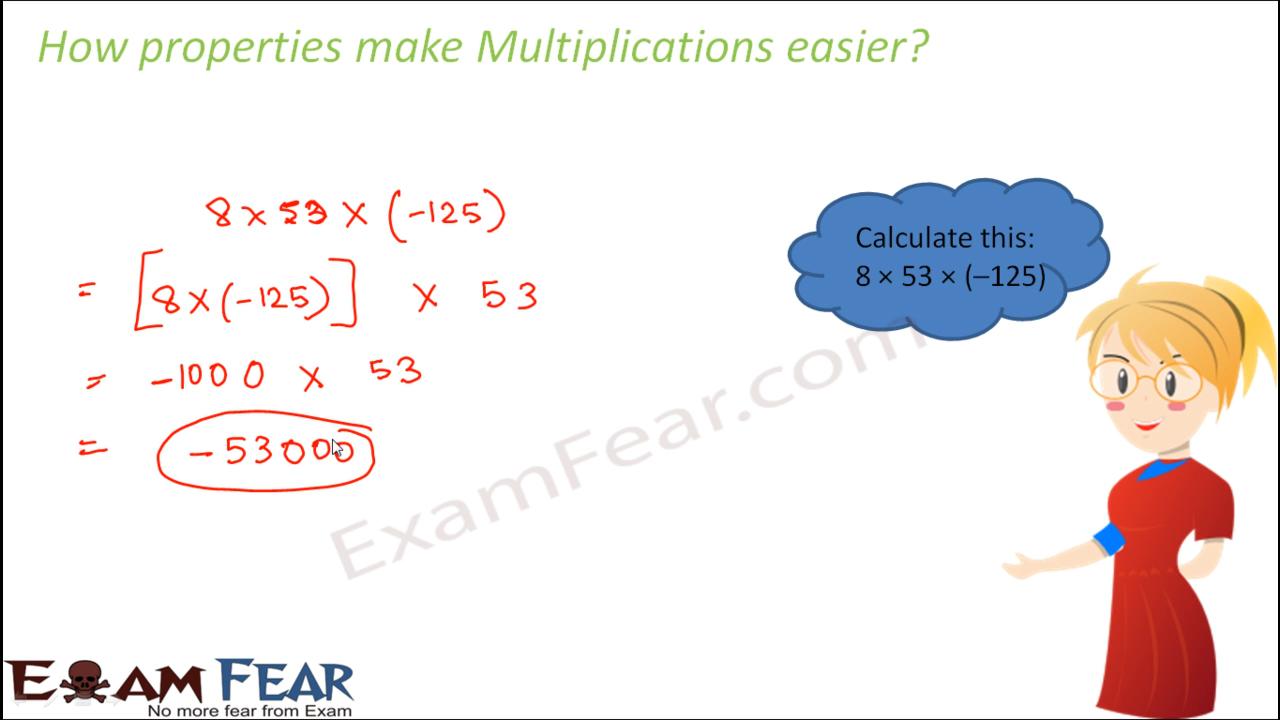 How properties make Multiplications easier?
8 × 53 × (-125)
= [8 × (-125)] × 53
= -1000 × 53
= -53000
Calculate this:
8 × 53 × (–125)
ExamFear.com
EXAM FEAR
No more fear from Exam